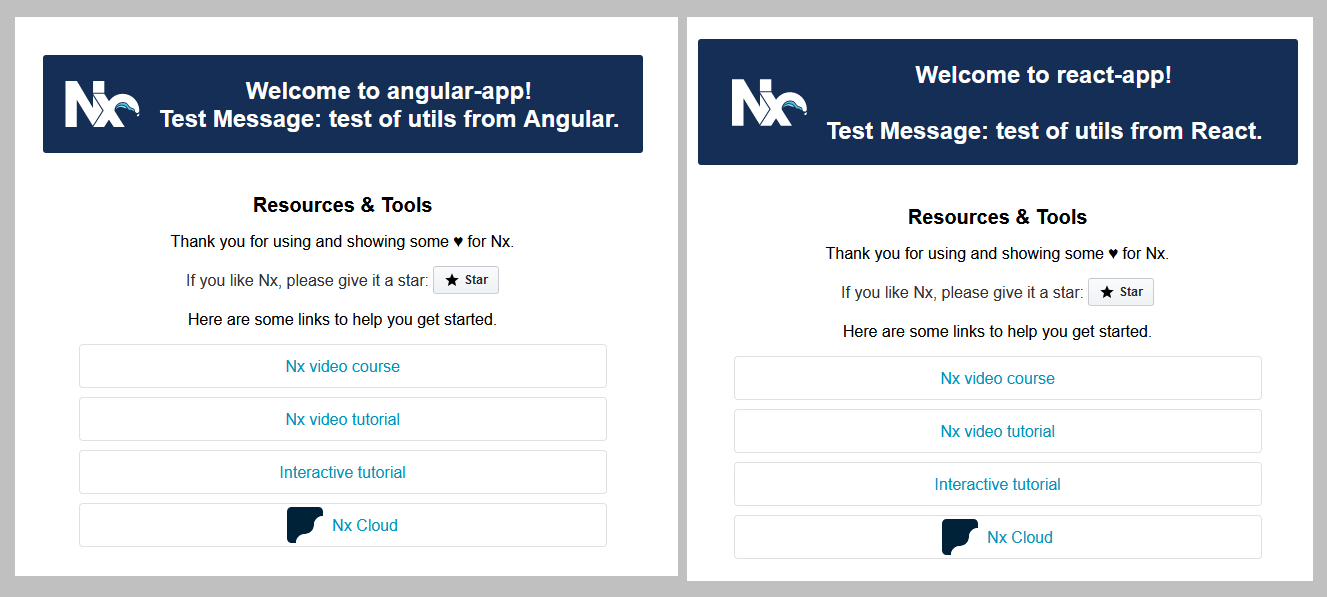 Nx
Welcome to angular-app!
Test Message: test of utils from Angular.
Resources & Tools
Thank you for using and showing some ♥ for Nx.
If you like Nx, please give it a star: ★ Star
Here are some links to help you get started.
Nx video course
Nx video tutorial
Interactive tutorial
Nx Cloud
Nx
Welcome to react-app!
Test Message: test of utils from React.
Resources & Tools
Thank you for using and showing some ♥ for Nx.
If you like Nx, please give it a star: ★ Star
Here are some links to help you get started.
Nx video course
Nx video tutorial
Interactive tutorial
Nx Cloud